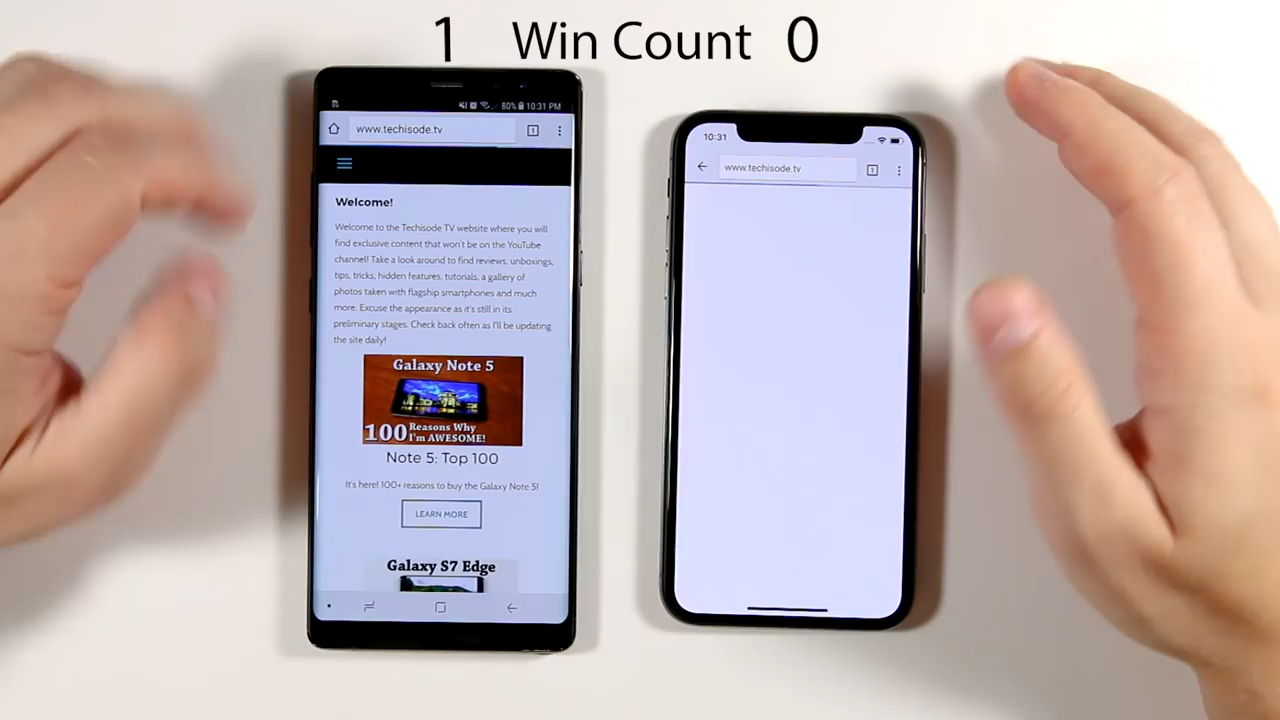 1 Win Count 0
80% 10:31 PM
www.techisode.tv
1
Welcome!
Welcome to the Techisode TV website where you will
find exclusive content that won't be on the YouTube
channel! Take a look around to find reviews, unboxings,
tips, tricks, hidden features, tutorials, a gallery of
photos taken with flagship smartphones and much
more. Excuse the appearance as it's still in its
preliminary stages. Check back often as I'll be updating
the site daily!
Galaxy Note 5
100 Reasons Why
I'm AWESOME!
Note 5: Top 100
It's here! 100+ reasons to buy the Galaxy Note 5!
LEARN MORE
Galaxy S7 Edge
10:31
www.techisode.tv
1